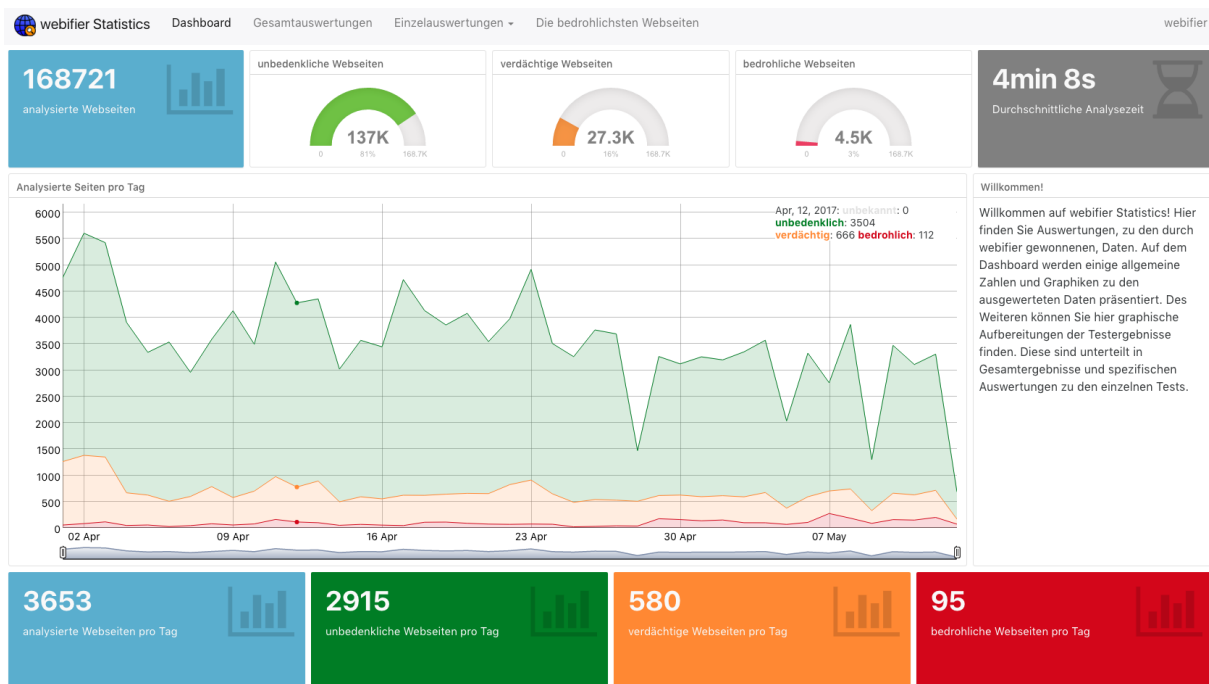 webifier Statistics Dashboard Gesamtauswertungen Einzelauswertungen Die bedrohlichsten Webseiten webifier
168721
analysierte Webseiten
unbedenkliche Webseiten
137K
0 81% 168.7K
verdächtige Webseiten
27.3K
0 16% 168.7K
bedrohliche Webseiten
4.5K
0 3% 168.7K
4min 8s
Durchschnittliche Analysezeit
Analysierte Seiten pro Tag
Apr, 12, 2017: unbekannt: 0
unbedenklich: 3504
verdächtig: 666 bedrohlich: 112
6000
5500
5000
4500
4000
3500
3000
2500
2000
1500
1000
500
0
02 Apr 09 Apr 16 Apr 23 Apr 30 Apr 07 May
Willkommen!
Willkommen auf webifier Statistics! Hier
finden Sie Auswertungen, zu den durch
webifier gewonnenen, Daten. Auf dem
Dashboard werden einige allgemeine
Zahlen und Graphiken zu den
ausgewerteten Daten präsentiert. Des
Weiteren können Sie hier graphische
Aufbereitungen der Testergebnisse
finden. Diese sind unterteilt in
Gesamtergebnisse und spezifischen
Auswertungen zu den einzelnen Tests.
3653
analysierte Webseiten pro Tag
2915
unbedenkliche Webseiten pro Tag
580
verdächtige Webseiten pro Tag
95
bedrohliche Webseiten pro Tag